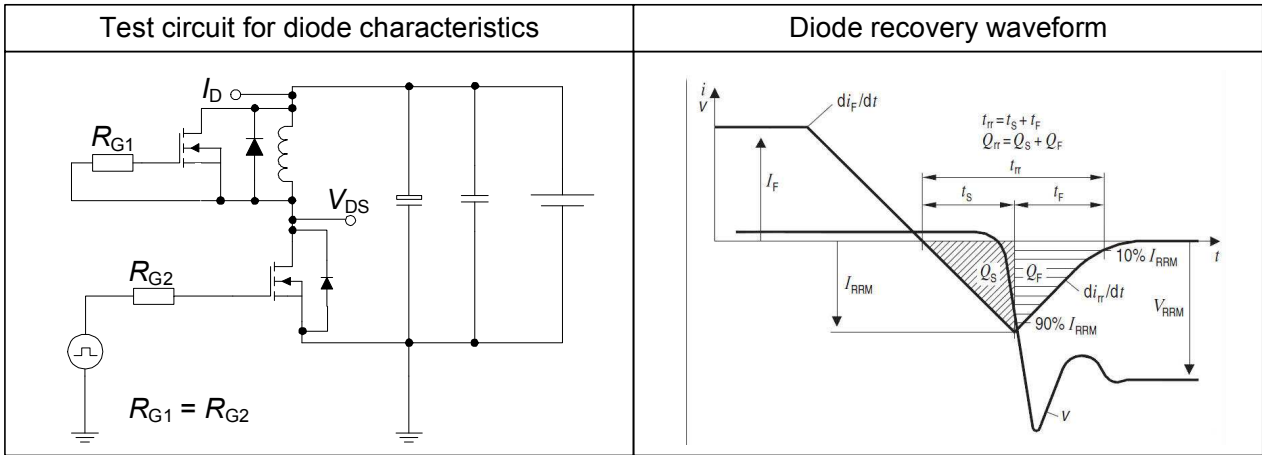 Test circuit for diode characteristics
I_D
R_G1
V_DS
R_G2
R_G1 = R_G2
Diode recovery waveform
i
v
di_F/dt
t_rr = t_S + t_F
Q_rr = Q_S + Q_F
t_rr
t_S
t_F
I_F
Q_S
Q_F
10% I_RRM
t
I_RRM
di_rr/dt
V_RRM
90% I_RRM
v